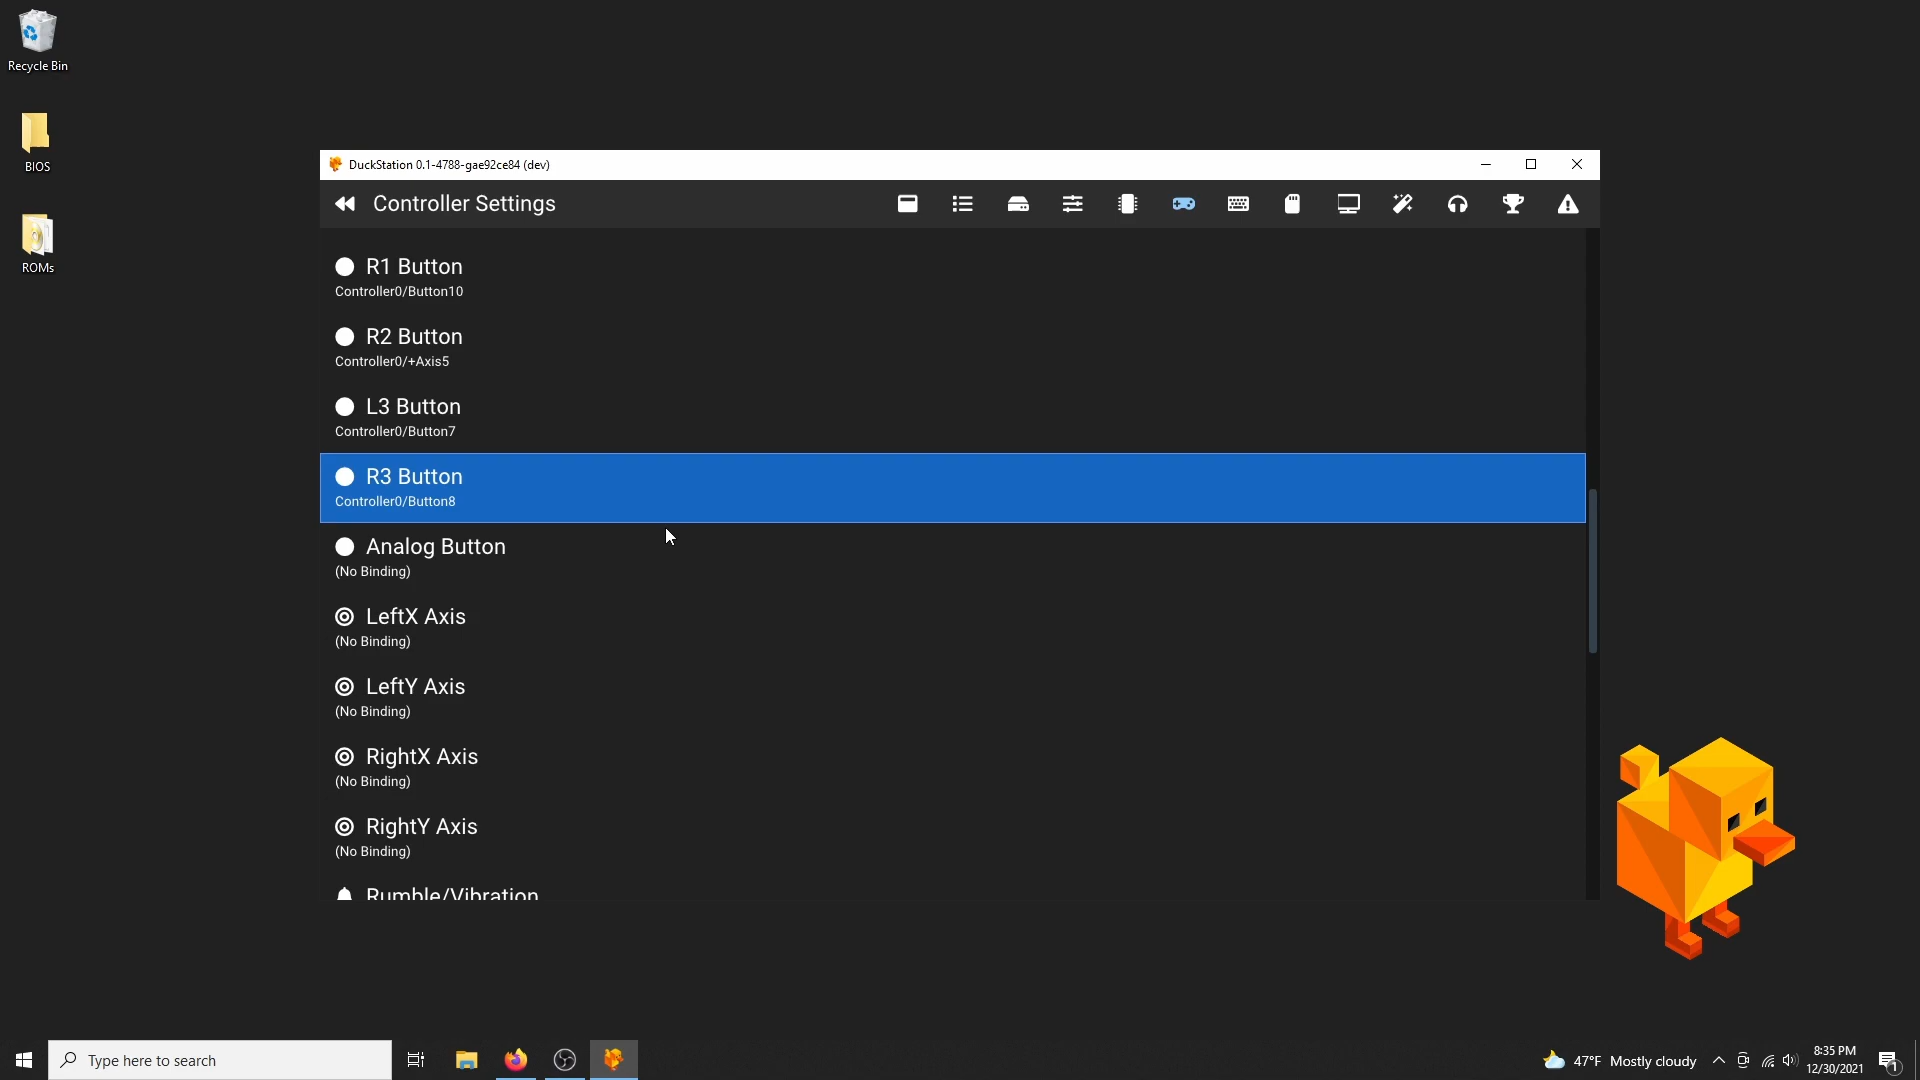 Recycle Bin
BIOS
ROMs
DuckStation 0.1-4788-gae92ce84 (dev)
Controller Settings
R1 Button
Controller0/Button10
R2 Button
Controller0/+Axis5
L3 Button
Controller0/Button7
R3 Button
Controller0/Button8
Analog Button
(No Binding)
LeftX Axis
(No Binding)
LeftY Axis
(No Binding)
RightX Axis
(No Binding)
RightY Axis
(No Binding)
Rumble/Vibration
Type here to search
47°F Mostly cloudy
8:35 PM
12/30/2021
1